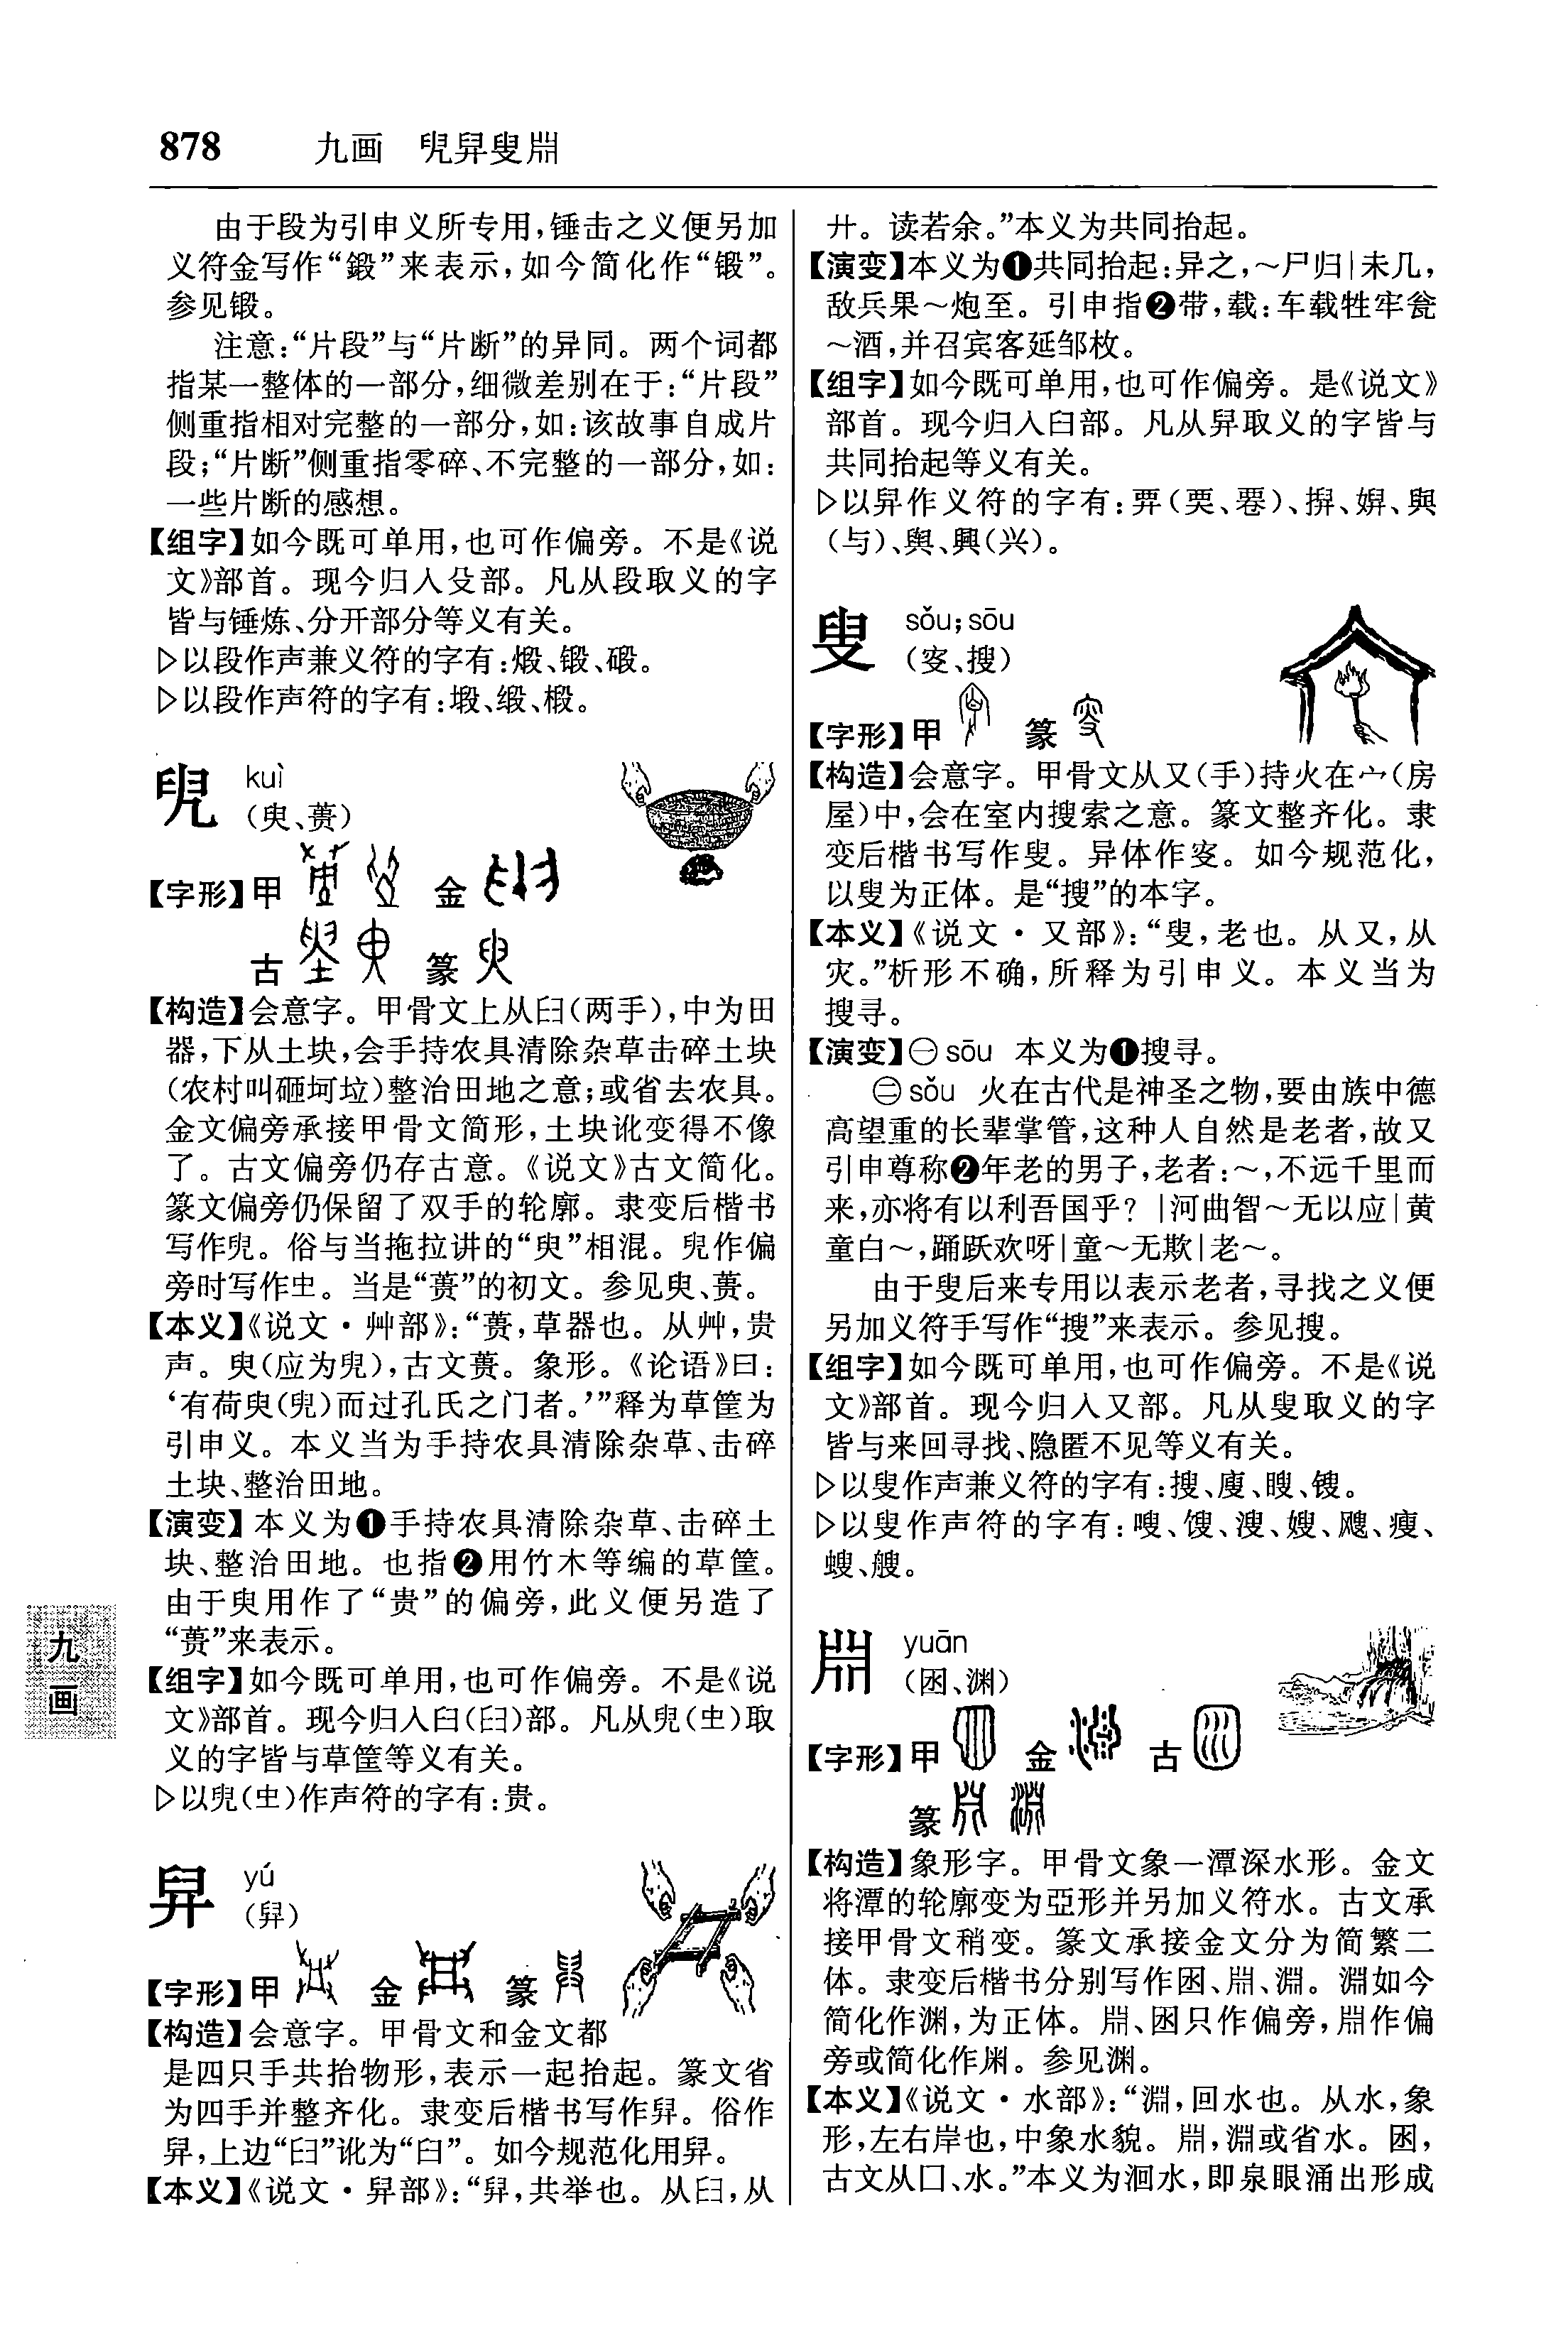 878 九画 㒫舁叟𣶒
由于段为引申义所专用，锤击之义便另加
义符金写作“鍛”来表示，如今简化作“锻”。
参见锻。
注意：“片段”与“片断”的异同。两个词都
指某一整体的一部分，细微差别在于：“片段”
侧重指相对完整的一部分，如：该故事自成片
段；“片断”侧重指零碎、不完整的一部分，如：
一些片断的感想。
【组字】如今既可单用，也可作偏旁。不是《说
文》部首。现今归入殳部。凡从段取义的字
皆与锤炼、分开部分等义有关。
▷以段作声兼义符的字有：煅、锻、碫。
▷以段作声符的字有：塅、缎、椴。
kuì
（臾、蒉）
【字形】甲 金
古 篆
【构造】会意字。甲骨文上从𦥑（两手），中为田
器，下从土块，会手持农具清除杂草击碎土块
（农村叫砸坷垃）整治田地之意；或省去农具。
金文偏旁承接甲骨文简形，土块讹变得不像
了。古文偏旁仍存古意。《说文》古文简化。
篆文偏旁仍保留了双手的轮廓。隶变后楷书
写作㒫。俗与当拖拉讲的“臾”相混。㒫作偏
旁时写作𠀐。当是“蒉”的初文。参见臾、蒉。
【本义】《说文·艸部》：“蒉，草器也。从艸，贵
声。臾（应为㒫），古文蒉。象形。《论语》曰：
‘有荷臾（㒫）而过孔氏之门者。’”释为草筐为
引申义。本义当为手持农具清除杂草、击碎
土块、整治田地。
【演变】本义为❶手持农具清除杂草、击碎土
块、整治田地。也指❷用竹木等编的草筐。
由于臾用作了“贵”的偏旁，此义便另造了
“蒉”来表示。
【组字】如今既可单用，也可作偏旁。不是《说
文》部首。现今归入臼（𦥑）部。凡从㒫（𠀐）取
义的字皆与草筐等义有关。
▷以㒫（𠀐）作声符的字有：贵。
舁 yú
（舁）
【字形】甲 金 篆
【构造】会意字。甲骨文和金文都
是四只手共抬物形，表示一起抬起。篆文省
为四手并整齐化。隶变后楷书写作舁。俗作
舁，上边“𦥑”讹为“臼”。如今规范化用舁。
【本义】《说文·舁部》：“舁，共举也。从𦥑，从
廾。读若余。”本义为共同抬起。
【演变】本义为❶共同抬起：异之，～尸归｜未几，
敌兵果～炮至。引申指❷带，载：车载牲牢瓮
～酒，并召宾客延邹枚。
【组字】如今既可单用，也可作偏旁。是《说文》
部首。现今归入臼部。凡从舁取义的字皆与
共同抬起等义有关。
▷以舁作义符的字有：𢍱（䙴、䙴）、捑、㛎、與
（与）、舆、興（兴）。
叟 sǒu；sōu
（叜、搜）
【字形】甲 篆
【构造】会意字。甲骨文从又（手）持火在宀（房
屋）中，会在室内搜索之意。篆文整齐化。隶
变后楷书写作叟。异体作叜。如今规范化，
以叟为正体。是“搜”的本字。
【本义】《说文·又部》：“叟，老也。从又，从
灾。”析形不确，所释为引申义。本义当为
搜寻。
【演变】㊀sōu 本义为❶搜寻。
㊁sǒu 火在古代是神圣之物，要由族中德
高望重的长辈掌管，这种人自然是老者，故又
引申尊称❷年老的男子，老者：～，不远千里而
来，亦将有以利吾国乎？｜河曲智～无以应｜黄
童白～，踊跃欢呀｜童～无欺｜老～。
由于叟后来专用以表示老者，寻找之义便
另加义符手写作“搜”来表示。参见搜。
【组字】如今既可单用，也可作偏旁。不是《说
文》部首。现今归入又部。凡从叟取义的字
皆与来回寻找、隐匿不见等义有关。
▷以叟作声兼义符的字有：搜、廋、瞍、锼。
▷以叟作声符的字有：嗖、馊、溲、嫂、飕、瘦、
螋、艘。
𣶒 yuān
（囦、渊）
【字形】甲 金 古
篆
【构造】象形字。甲骨文象一潭深水形。金文
将潭的轮廓变为亞形并另加义符水。古文承
接甲骨文稍变。篆文承接金文分为简繁二
体。隶变后楷书分别写作囦、𣶒、淵。淵如今
简化作渊，为正体。𣶒、囦只作偏旁，𣶒作偏
旁或简化作渊。参见渊。
【本义】《说文·水部》：“淵，回水也。从水，象
形，左右岸也，中象水貌。𣶒，淵或省水。囦，
古文从囗、水。”本义为洄水，即泉眼涌出形成
九
画